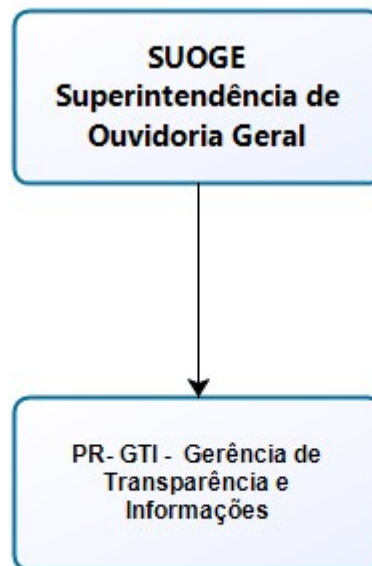 SUOGE
Superintendência de
Ouvidoria Geral
PR- GTI - Gerência de
Transparência e
Informações